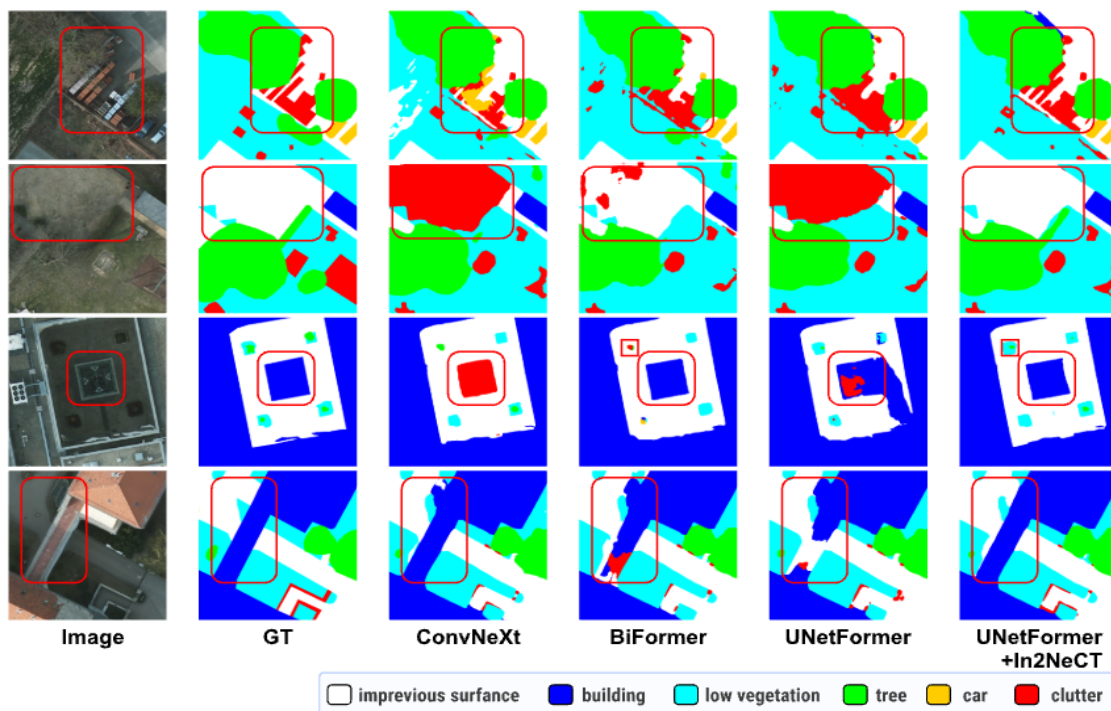 Image GT ConvNeXt BiFormer UNetFormer UNetFormer
+In2NeCT
imprevious surfance building low vegetation tree car clutter